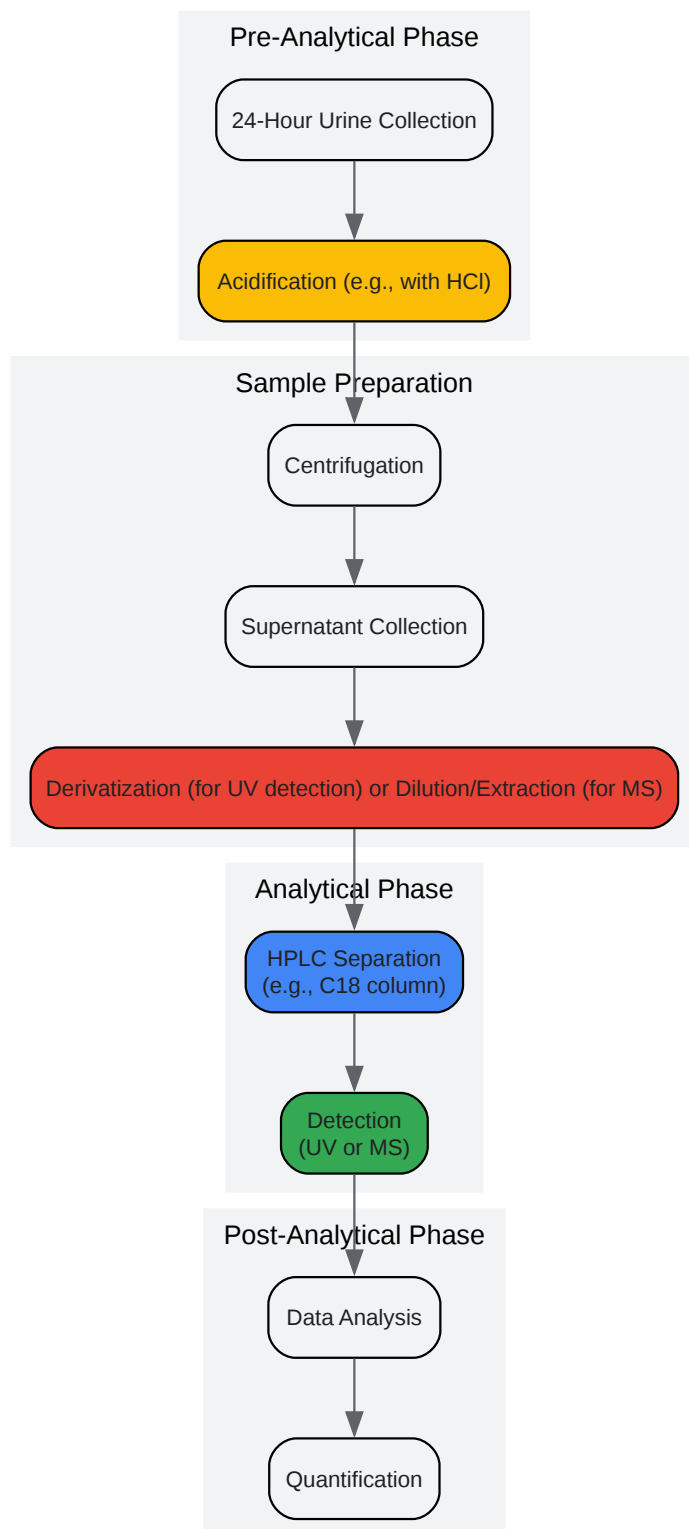 Pre-Analytical Phase
24-Hour Urine Collection
Acidification (e.g., with HCl)
Sample Preparation
Centrifugation
Supernatant Collection
Derivatization (for UV detection) or Dilution/Extraction (for MS)
Analytical Phase
HPLC Separation
(e.g., C18 column)
Detection
(UV or MS)
Post-Analytical Phase
Data Analysis
Quantification